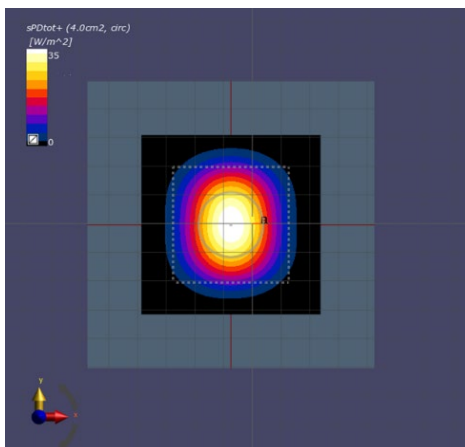 sPDtot+ (4.0cm2, circ)
[W/m^2]
35
0
y
x